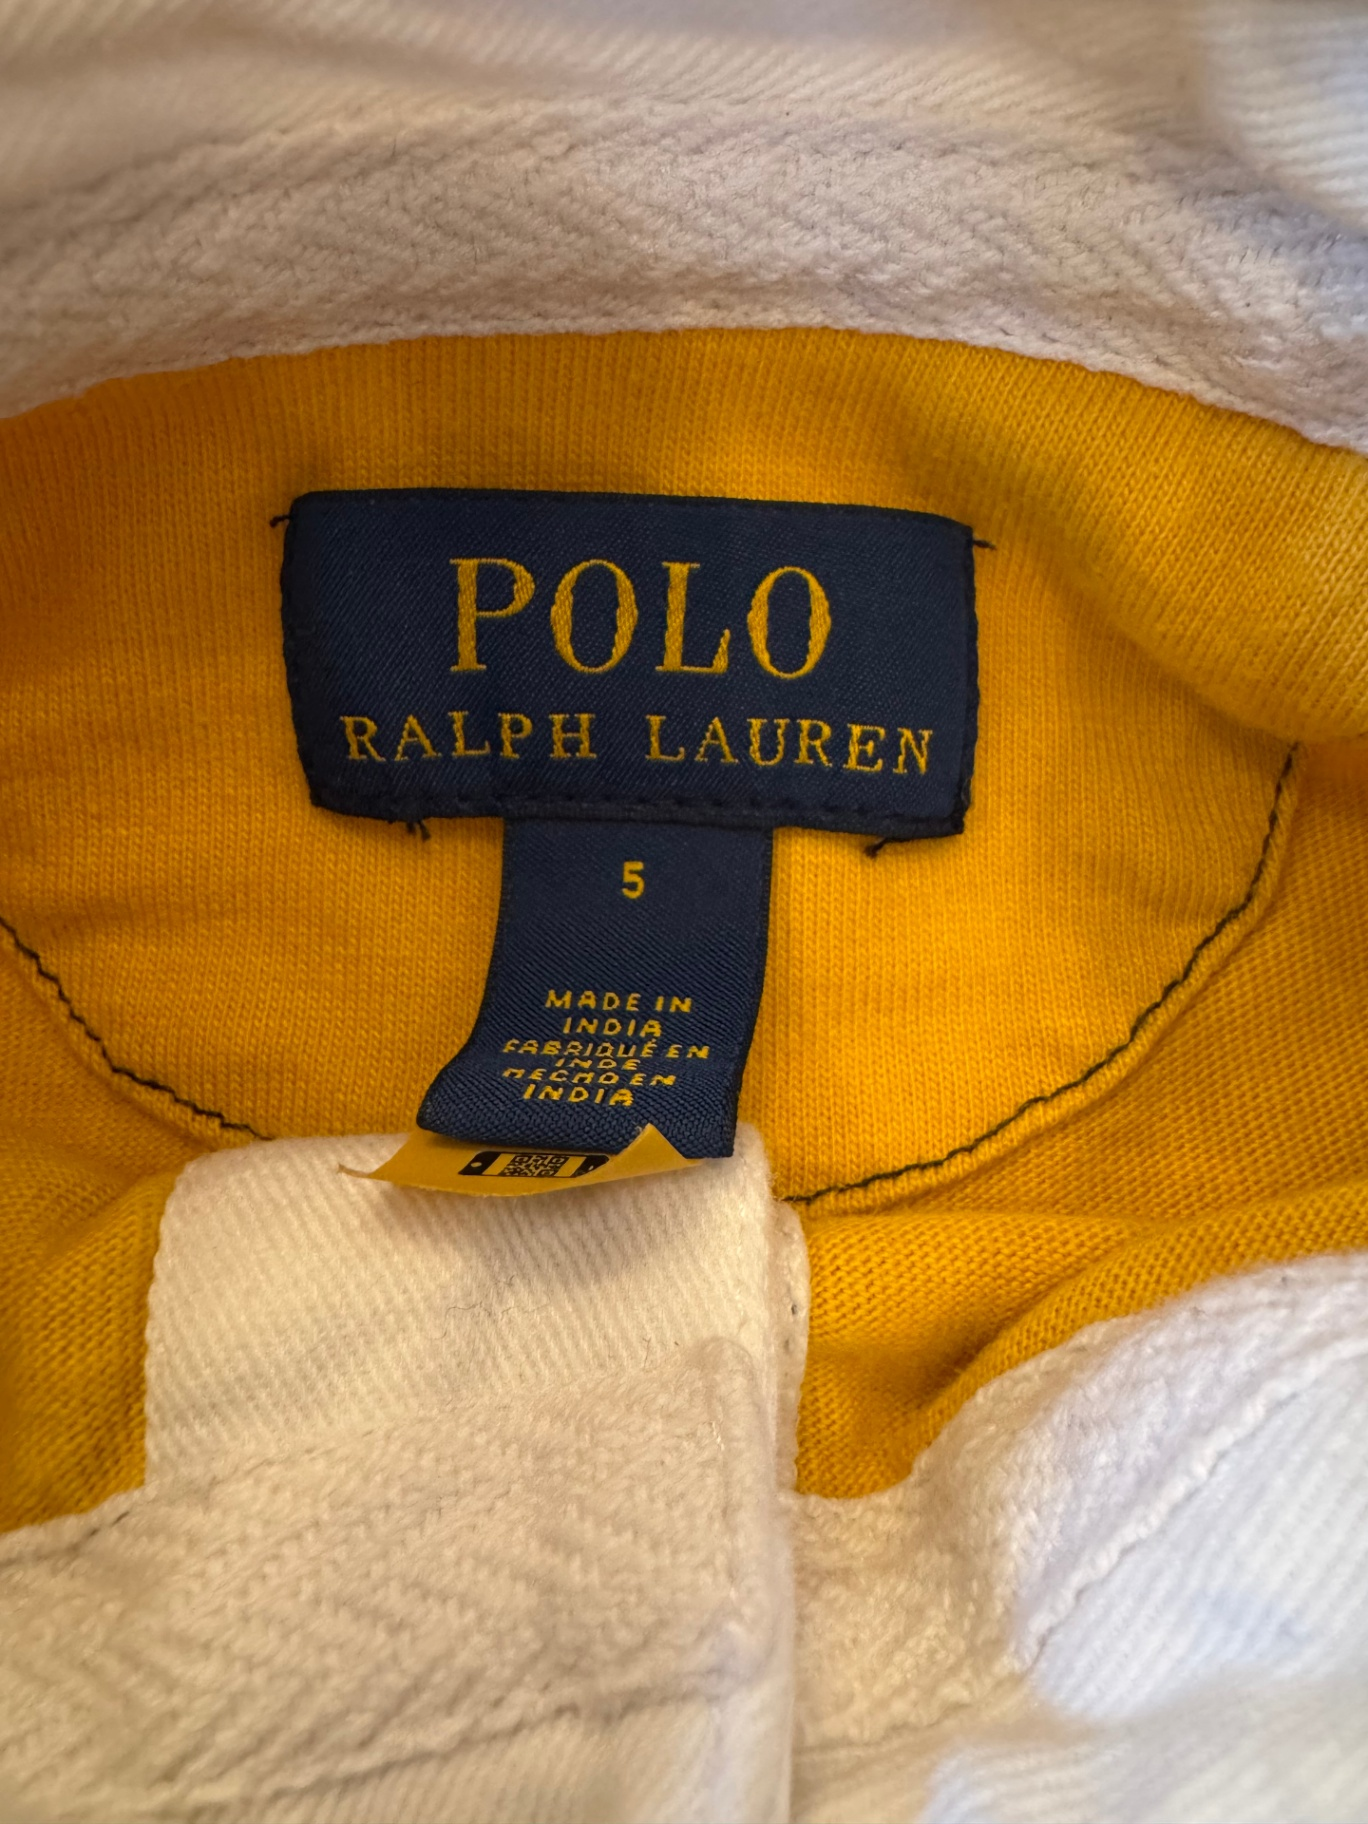 POLO
RALPH LAUREN
5
MADE IN
INDIA
FABRIQUÉ EN
INDE
HECHO EN
INDIA